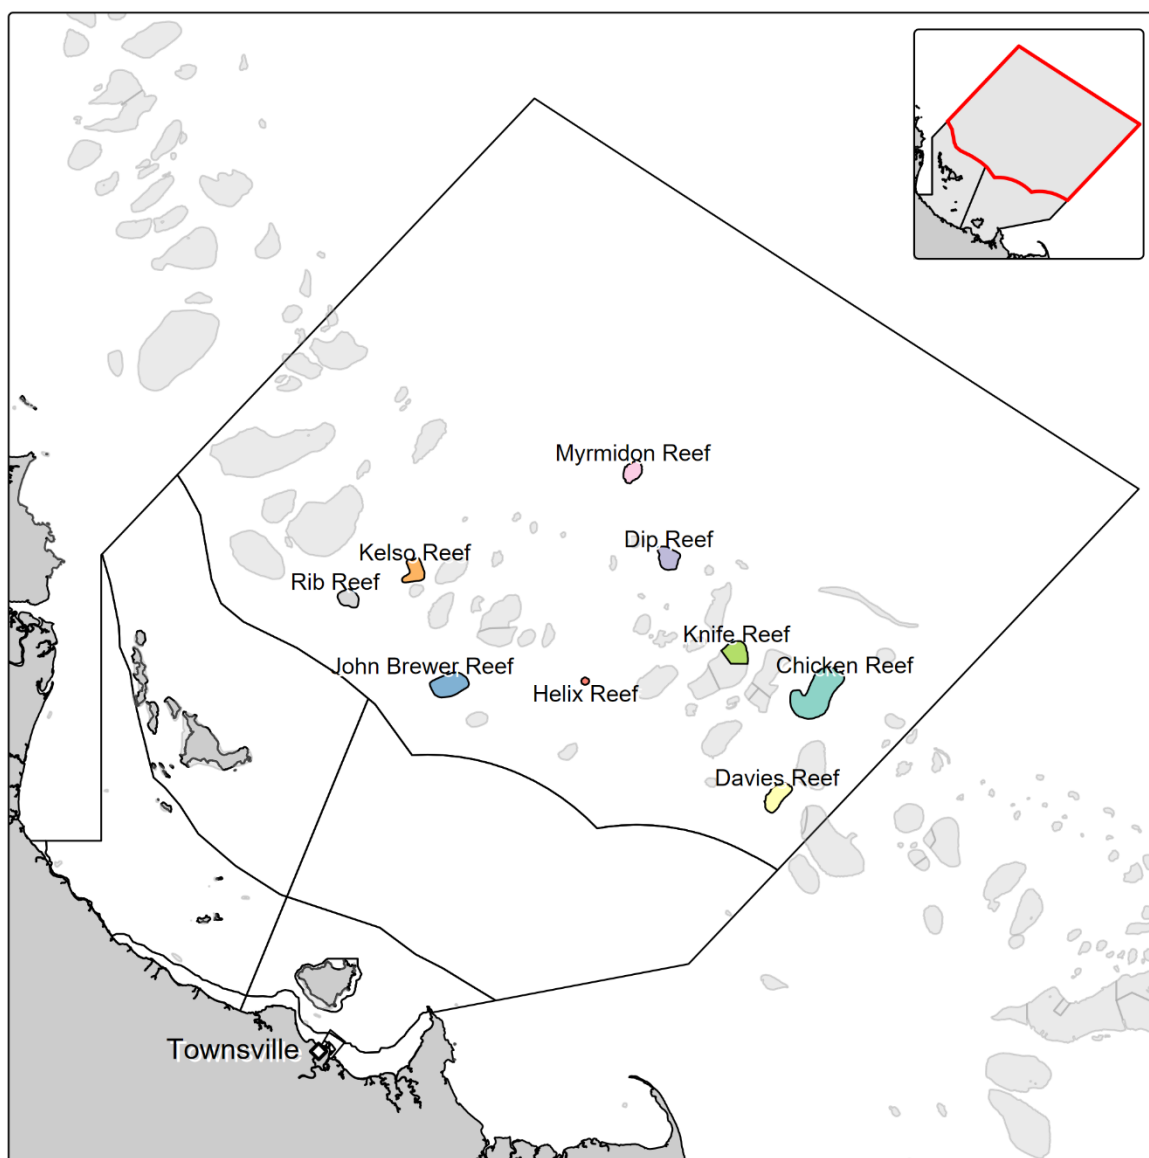 Myrmidon Reef
Dip Reef
Kelso Reef
Rib Reef
Knife Reef
John Brewer Reef
Chicken Reef
Helix Reef
Davies Reef
Townsville